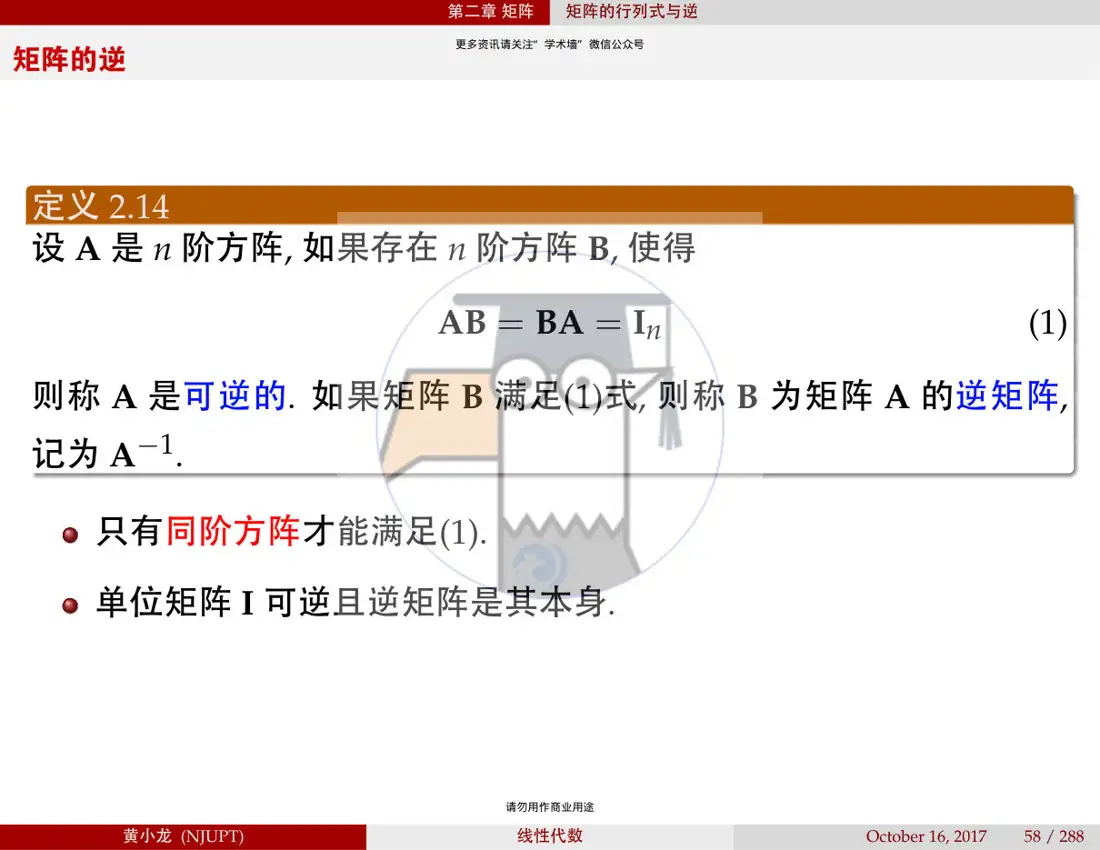 第二章 矩阵 矩阵的行列式与逆
更多资讯请关注“学术墙”微信公众号
矩阵的逆
定义 2.14
设 A 是 n 阶方阵, 如果存在 n 阶方阵 B, 使得
AB = BA = Iₙ (1)
则称 A 是可逆的. 如果矩阵 B 满足(1)式, 则称 B 为矩阵 A 的逆矩阵,
记为 A⁻¹.
只有同阶方阵才能满足(1).
单位矩阵 I 可逆且逆矩阵是其本身.
请勿用作商业用途
黄小龙 (NJUPT) 线性代数 October 16, 2017 58 / 288